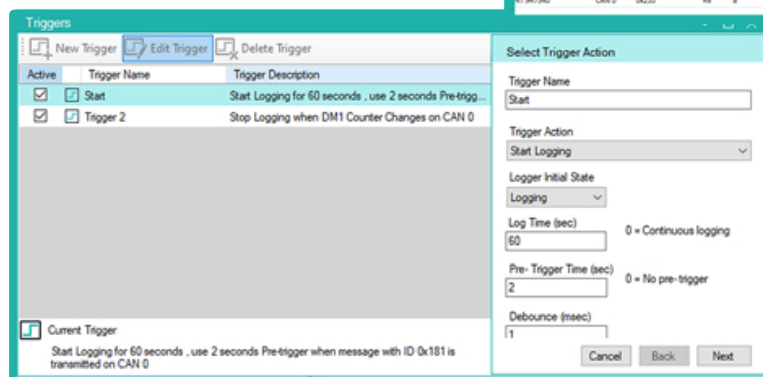 CAN 0
Rx
Triggers
New Trigger Edit Trigger Delete Trigger
Active Trigger Name Trigger Description
Start Start Logging for 60 seconds , use 2 seconds Pre-trigg...
Trigger 2 Stop Logging when DM1 Counter Changes on CAN 0
Current Trigger
Start Logging for 60 seconds , use 2 seconds Pre-trigger when message with ID 0x181 is
transmitted on CAN 0
Select Trigger Action
Trigger Name
Start
Trigger Action
Start Logging
Logger Initial State
Logging
Log Time (sec)
60 0 = Continuous logging
Pre- Trigger Time (sec)
2 0 = No pre-trigger
Debounce (msec)
1
Cancel Back Next